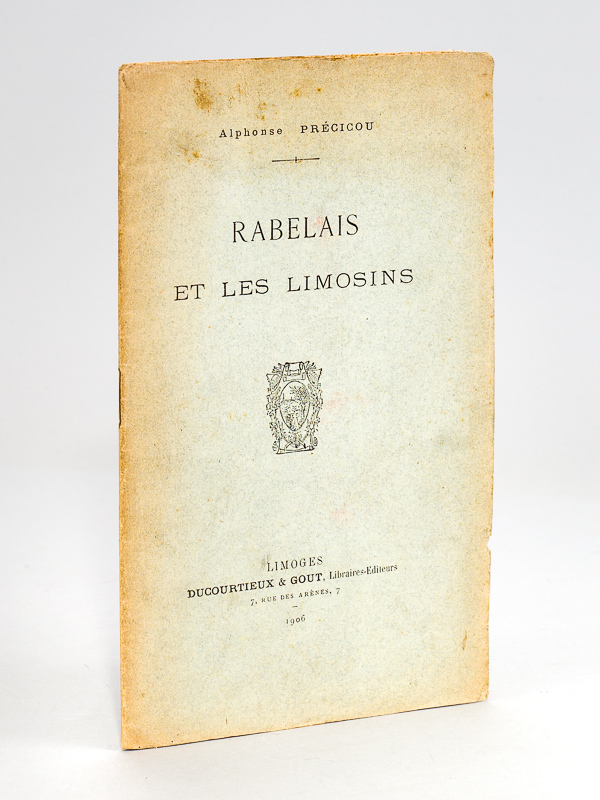 Alphonse PRÉCICOU
RABELAIS
ET LES LIMOSINS
LIMOGES
DUCOURTIEUX & GOUT, Libraires-Editeurs
7, RUE DES ARÈNES, 7
1906